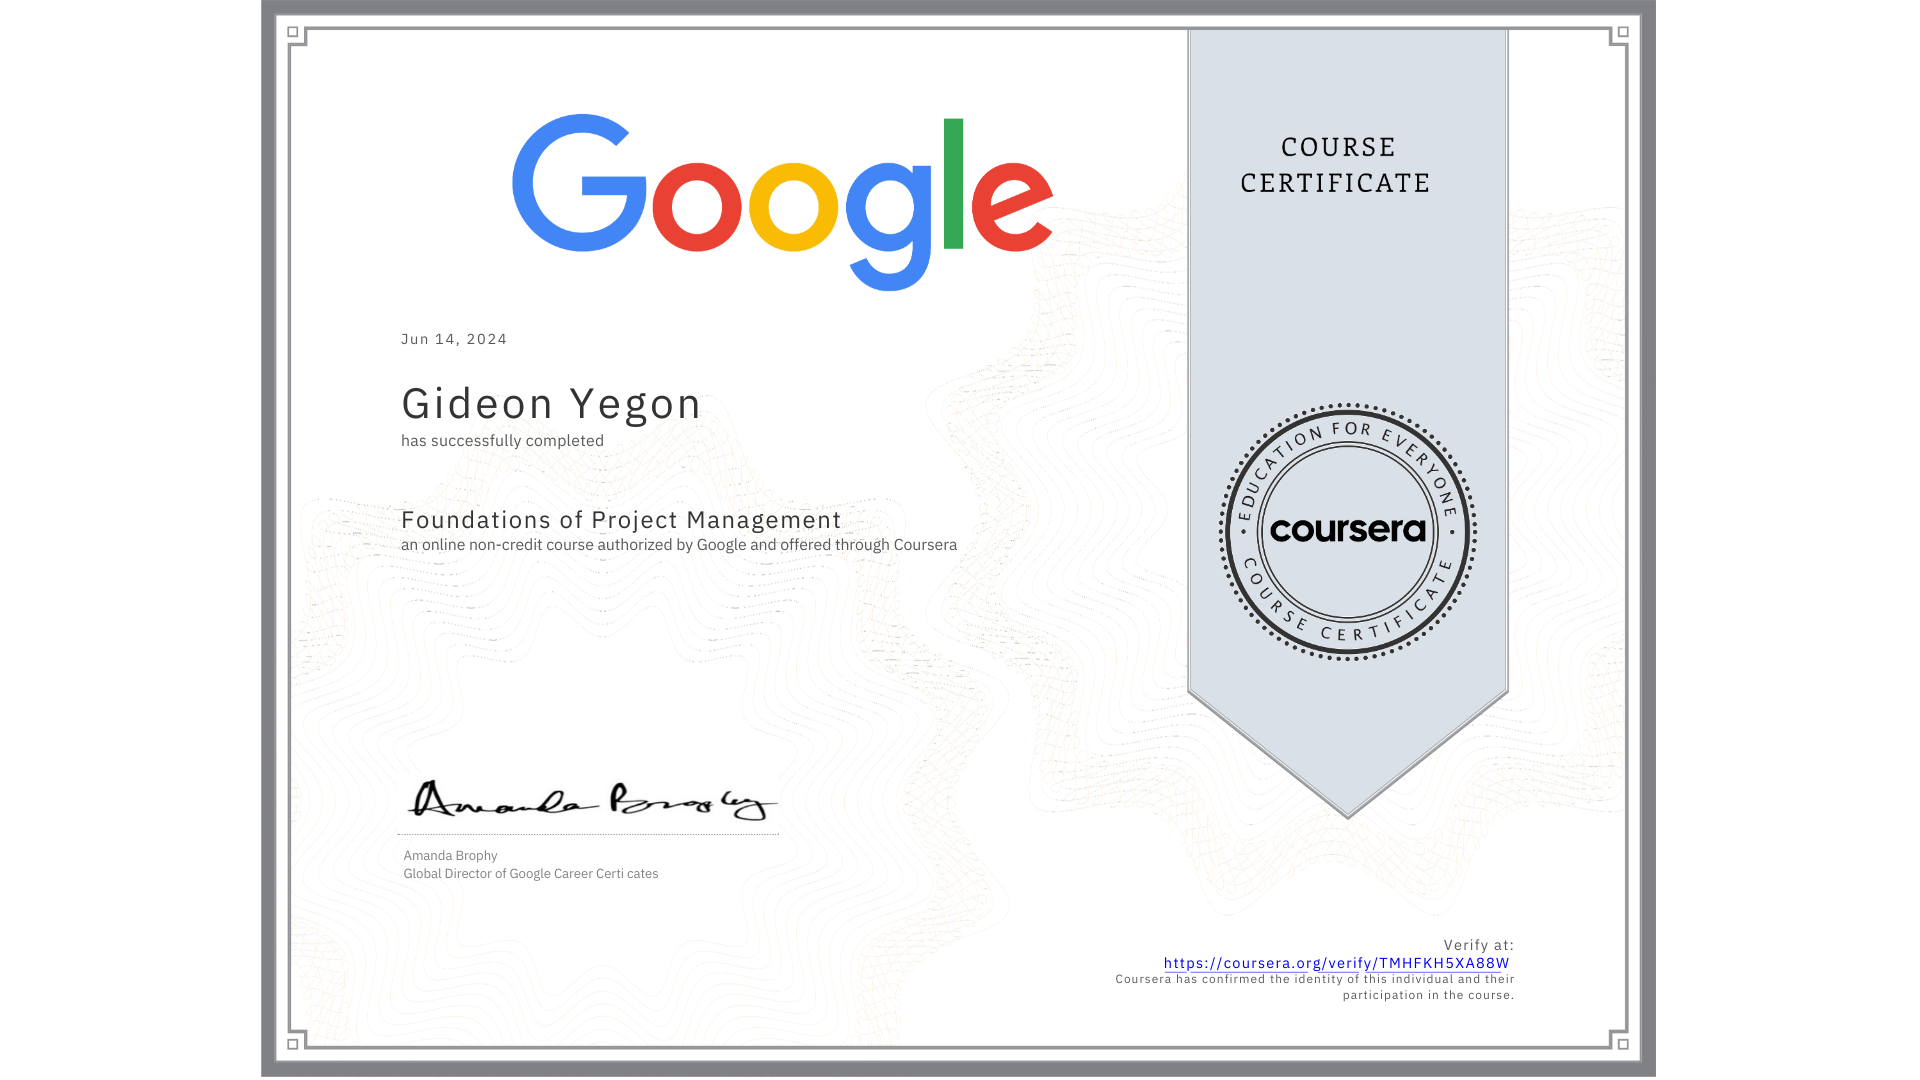 Google
COURSE
CERTIFICATE
Jun 14, 2024
Gideon Yegon
has successfully completed
Foundations of Project Management
an online non-credit course authorized by Google and offered through Coursera
EDUCATION FOR EVERYONE
coursera
COURSE CERTIFICATE
Amanda Brophy
Amanda Brophy
Global Director of Google Career Certi cates
Verify at:
https://coursera.org/verify/TMHFKH5XA88W
Coursera has confirmed the identity of this individual and their
participation in the course.